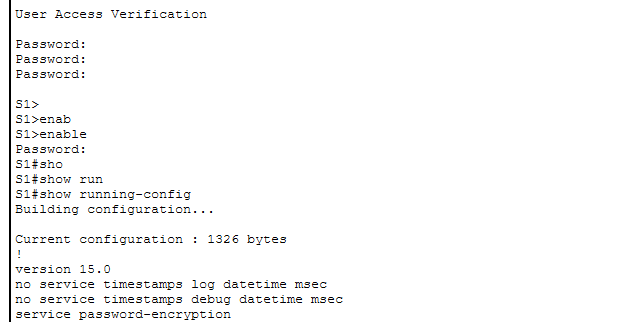 User Access Verification
Password:
Password:
Password:
S1>
S1>enab
S1>enable
Password:
S1#sho
S1#show run
S1#show running-config
Building configuration...
Current configuration : 1326 bytes
!
version 15.0
no service timestamps log datetime msec
no service timestamps debug datetime msec
service password-encryption